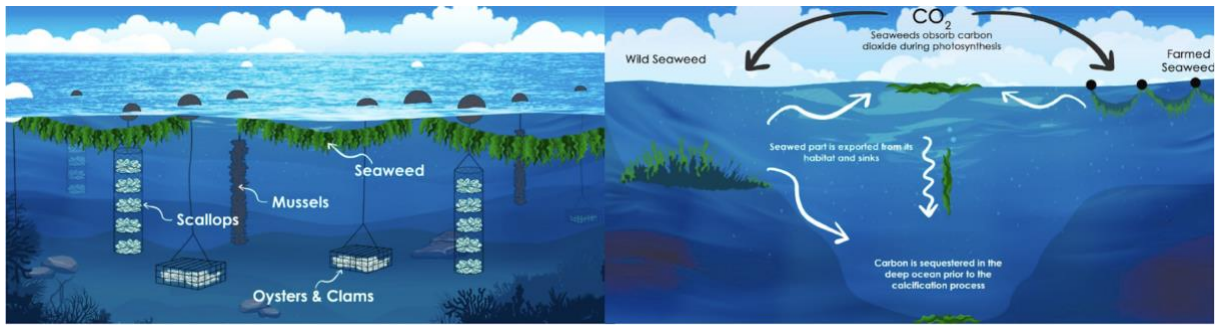 Seaweed
Mussels
Scallops
Oysters & Clams
CO2
Seaweeds absorb carbon
dioxide during photosynthesis
Wild Seaweed
Farmed
Seaweed
Seawed part is exported from its
habitat and sinks
Carbon is sequestered in the
deep ocean prior to the
calcification process